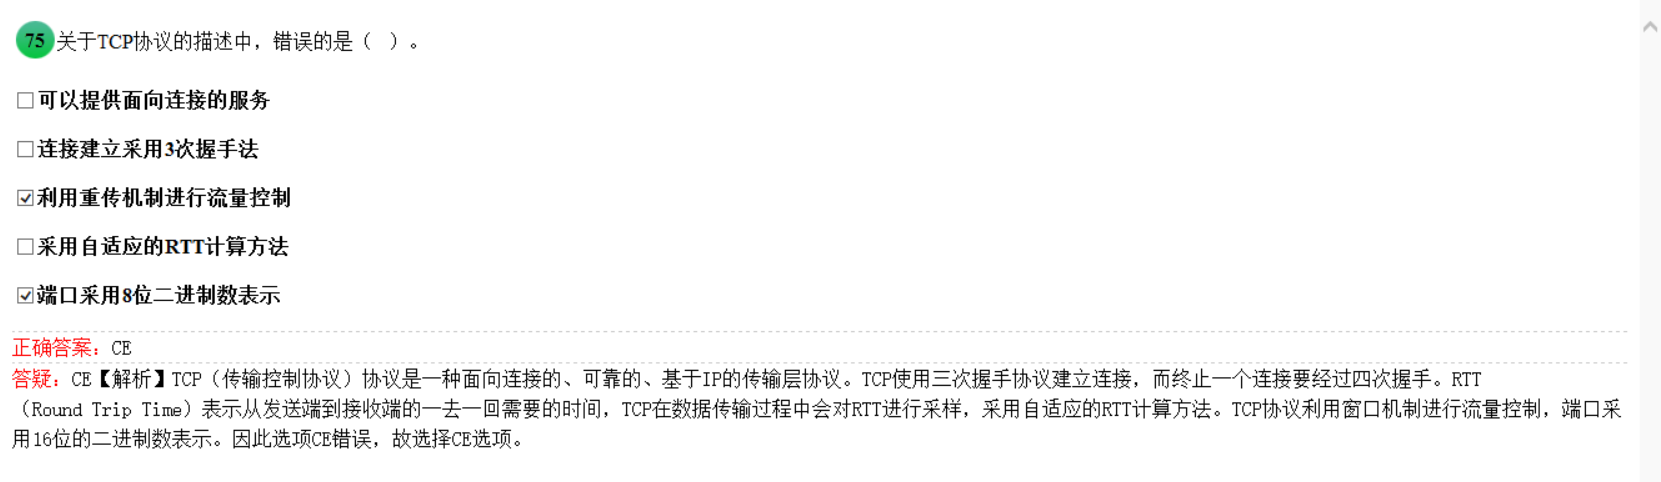 75 关于TCP协议的描述中，错误的是（  ）。
可以提供面向连接的服务
连接建立采用3次握手法
利用重传机制进行流量控制
采用自适应的RTT计算方法
端口采用8位二进制数表示
正确答案：CE
答疑：CE【解析】TCP（传输控制协议）协议是一种面向连接的、可靠的、基于IP的传输层协议。TCP使用三次握手协议建立连接，而终止一个连接要经过四次握手。RTT
（Round Trip Time）表示从发送端到接收端的一去一回需要的时间，TCP在数据传输过程中会对RTT进行采样，采用自适应的RTT计算方法。TCP协议利用窗口机制进行流量控制，端口采
用16位的二进制数表示。因此选项CE错误，故选择CE选项。